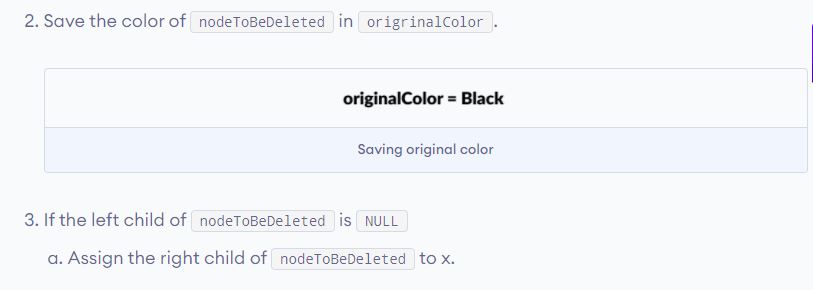 2. Save the color of nodeToBeDeleted in origrinalColor.
originalColor = Black
Saving original color
3. If the left child of nodeToBeDeleted is NULL
a. Assign the right child of nodeToBeDeleted to x.